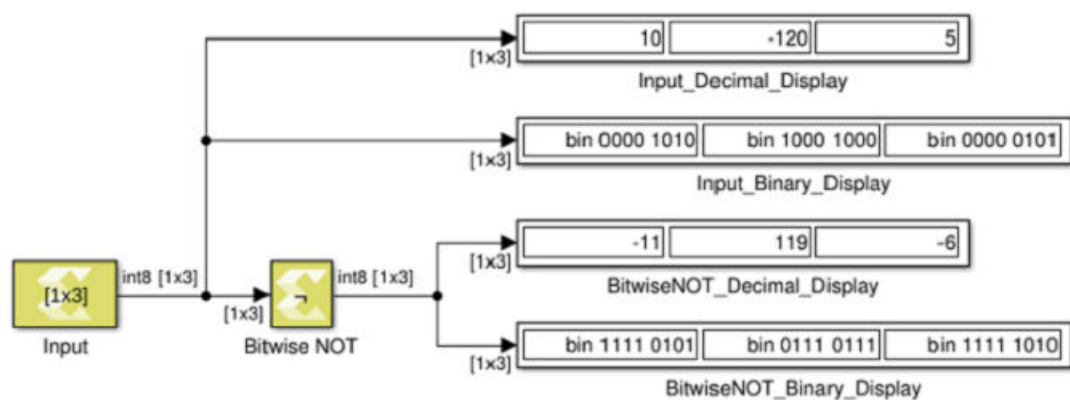 10 -120 5
[1x3]
Input_Decimal_Display
bin 0000 1010 bin 1000 1000 bin 0000 0101
[1x3]
Input_Binary_Display
-11 119 -6
[1x3]
BitwiseNOT_Decimal_Display
[1x3] int8 [1x3] ¬ int8 [1x3]
[1x3]
Input Bitwise NOT
bin 1111 0101 bin 0111 0111 bin 1111 1010
[1x3]
BitwiseNOT_Binary_Display